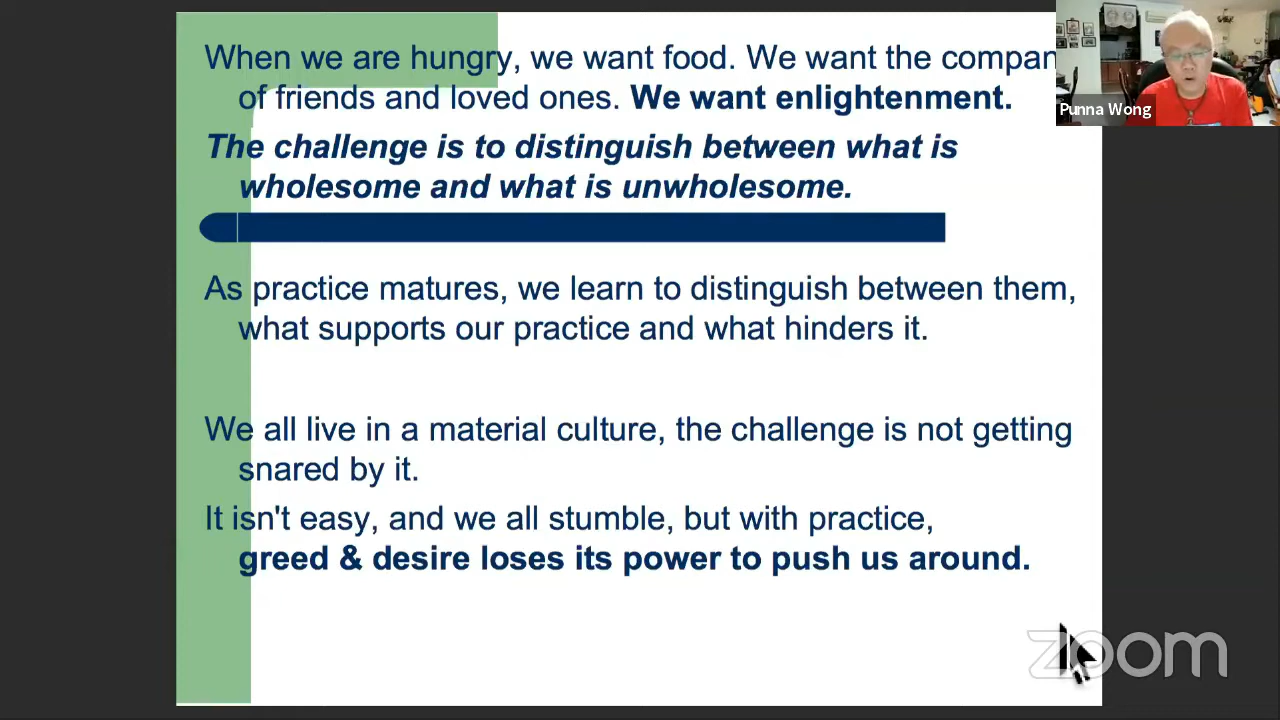 When we are hungry, we want food. We want the compan
of friends and loved ones. We want enlightenment.
The challenge is to distinguish between what is
wholesome and what is unwholesome.
As practice matures, we learn to distinguish between them,
what supports our practice and what hinders it.
We all live in a material culture, the challenge is not getting
snared by it.
It isn't easy, and we all stumble, but with practice,
greed & desire loses its power to push us around.
Punna Wong
zoom